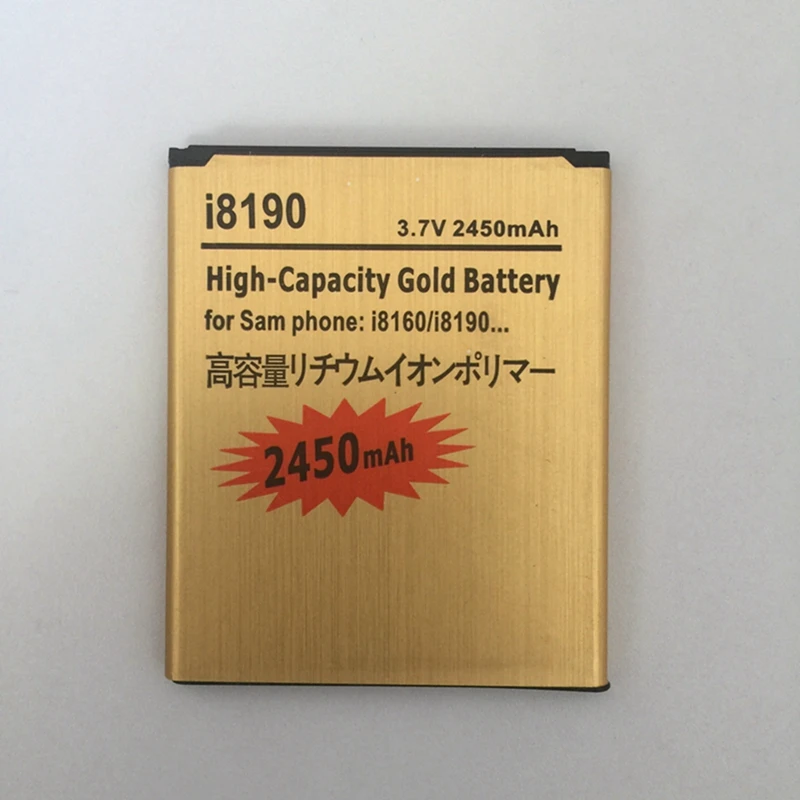 i8190
3.7V 2450mAh
High-Capacity Gold Battery
for Sam phone: i8160/i8190...
高容量リチウムイオンポリマー
2450mAh